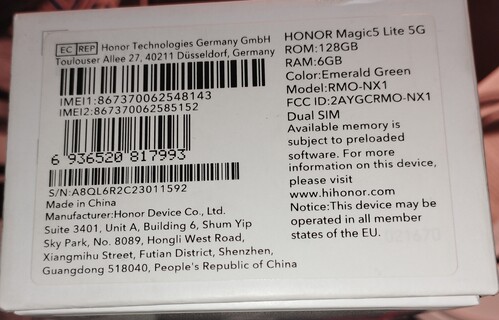 EC REP Honor Technologies Germany GmbH
Toulouser Allee 27, 40211 Düsseldorf, Germany
IMEI1:867370062548143
IMEI2:867370062585152
6 936520 817993
S/N:A8QL6R2C23011592
Made in China
Manufacturer:Honor Device Co., Ltd.
Suite 3401, Unit A, Building 6, Shum Yip
Sky Park, No. 8089, Hongli West Road,
Xiangmihu Street, Futian District, Shenzhen,
Guangdong 518040, People's Republic of China
HONOR Magic5 Lite 5G
ROM:128GB
RAM:6GB
Color:Emerald Green
Model:RMO-NX1
FCC ID:2AYGCRMO-NX1
Dual SIM
Available memory is
subject to preloaded
software. For more
information on this device,
please visit
www.hihonor.com
Notice:This device may be
operated in all member
states of the EU.